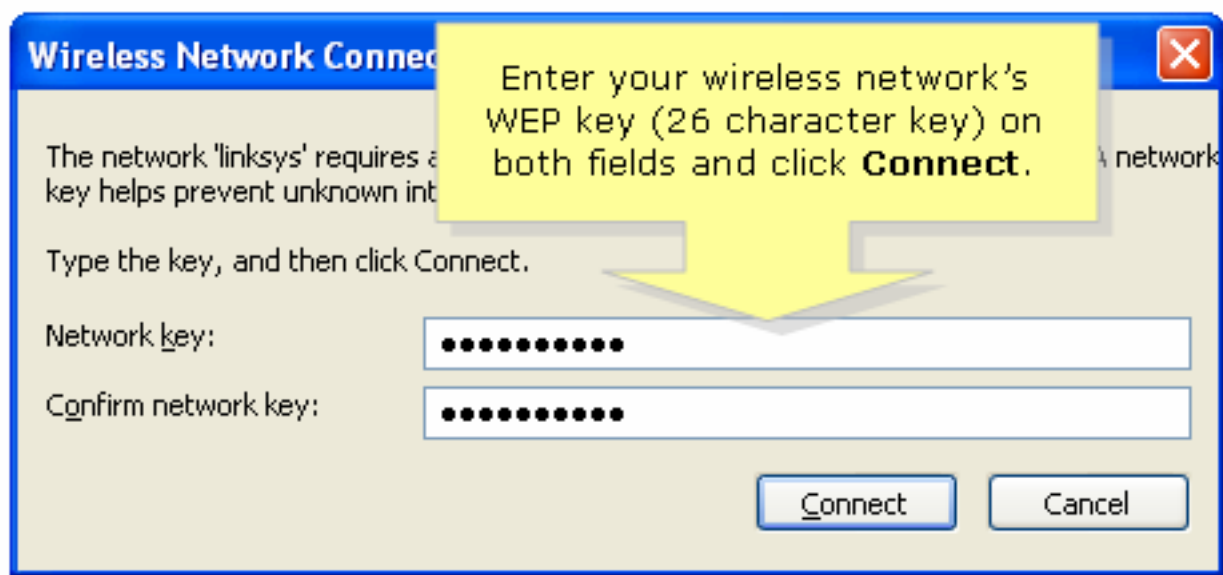 Wireless Network Connec
Enter your wireless network's
WEP key (26 character key) on
both fields and click Connect.
The network 'linksys' requires a network
key helps prevent unknown int
Type the key, and then click Connect.
Network key: ●●●●●●●●●●
Confirm network key: ●●●●●●●●●●
Connect Cancel